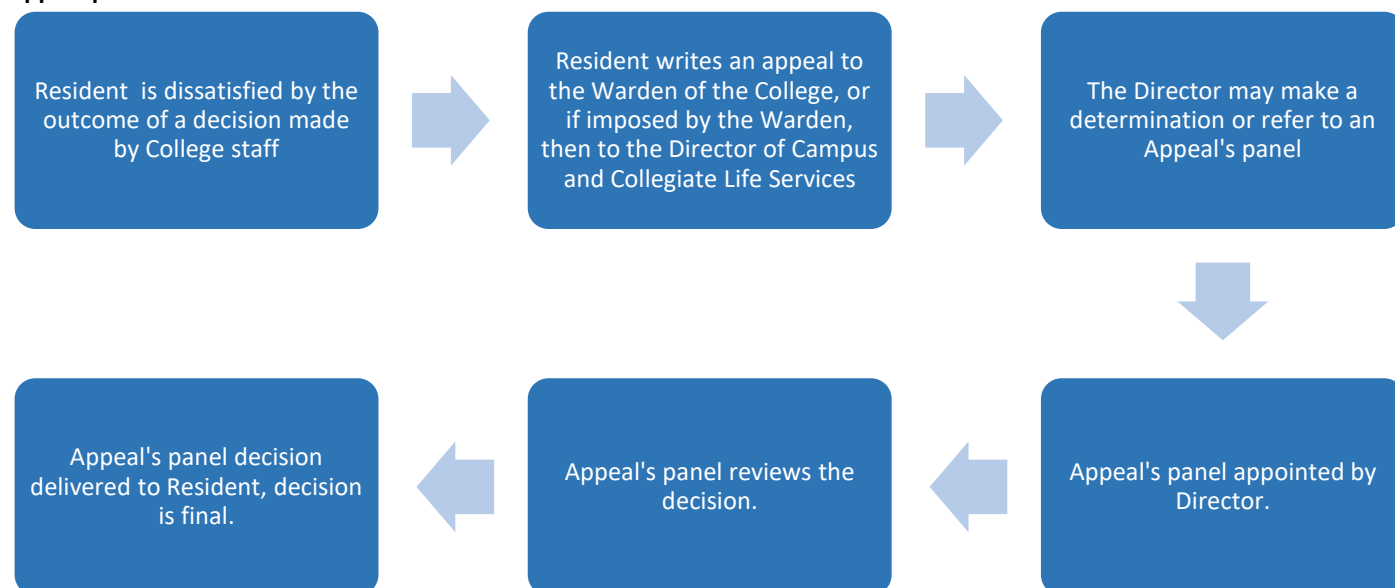 Resident  is dissatisfied by the
outcome of a decision made
by College staff
Resident writes an appeal to
the Warden of the College, or
if imposed by the Warden,
then to the Director of Campus
and Collegiate Life Services
The Director may make a
determination or refer to an
Appeal's panel
Appeal's panel appointed by
Director.
Appeal's panel reviews the
decision.
Appeal's panel decision
delivered to Resident, decision
is final.